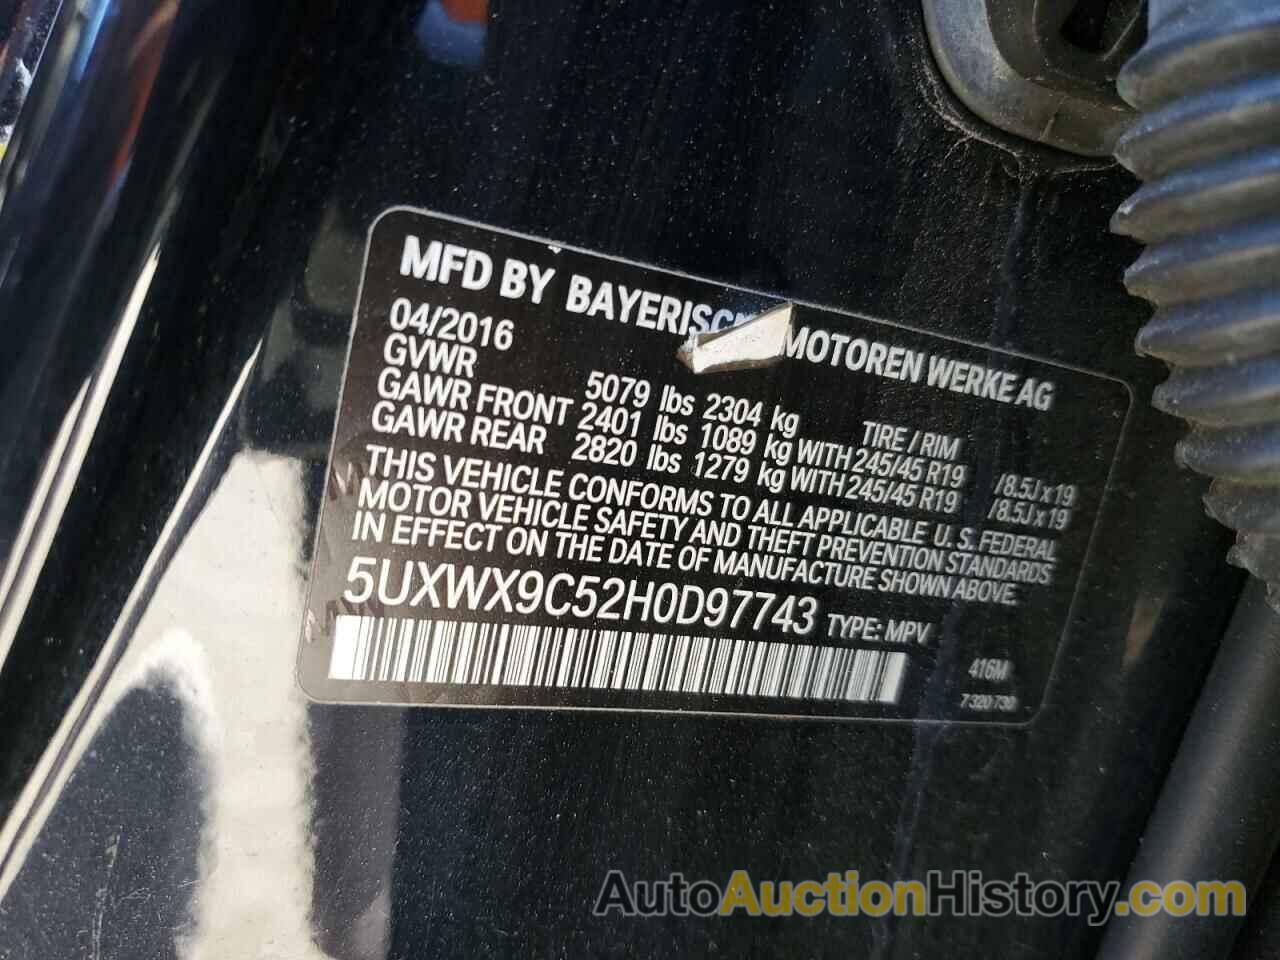 MFD BY BAYERISC MOTOREN WERKE AG
04/2016 TIRE / RIM
GVWR 5079 lbs 2304 kg
GAWR FRONT 2401 lbs 1089 kg WITH 245/45 R19 / 8.5J x 19
GAWR REAR 2820 lbs 1279 kg WITH 245/45 R19 / 8.5J x 19
THIS VEHICLE CONFORMS TO ALL APPLICABLE U.S. FEDERAL
MOTOR VEHICLE SAFETY AND THEFT PREVENTION STANDARDS
IN EFFECT ON THE DATE OF MANUFACTURE SHOWN ABOVE.
5UXWX9C52H0D97743 TYPE: MPV
416M
7 320 730
AutoAuctionHistory.com